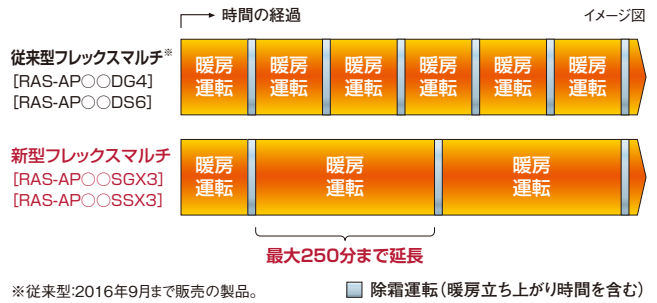 時間の経過
イメージ図
従来型フレックスマルチ※
[RAS-AP○○DG4]
[RAS-AP○○DS6]
暖房 暖房 暖房 暖房 暖房 暖房
運転 運転 運転 運転 運転 運転
新型フレックスマルチ
[RAS-AP○○SGX3]
[RAS-AP○○SSX3]
暖房 暖房 暖房
運転 運転 運転
最大250分まで延長
※従来型:2016年9月まで販売の製品。
除霜運転(暖房立ち上がり時間を含む)